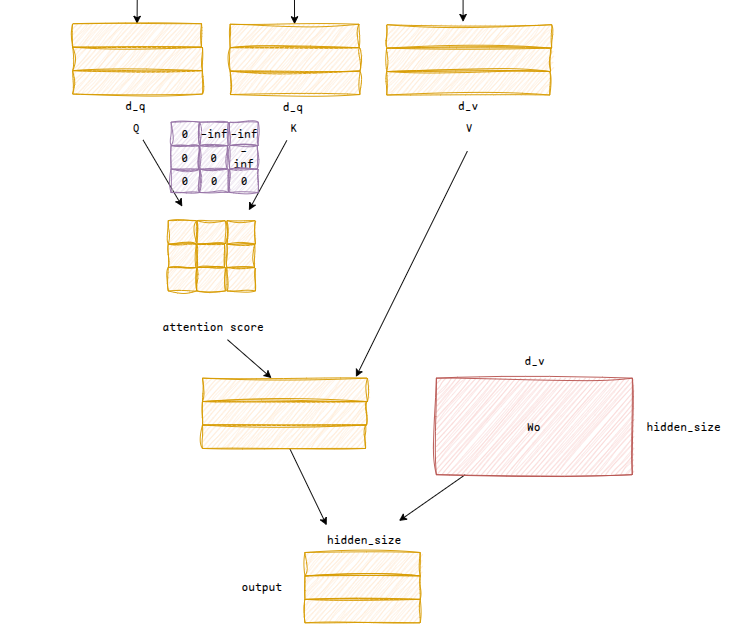 d_q
d_q
d_v
Q
K
V
0 -inf -inf
0 0 -inf
0 0 0
attention score
d_v
Wo
hidden_size
hidden_size
output